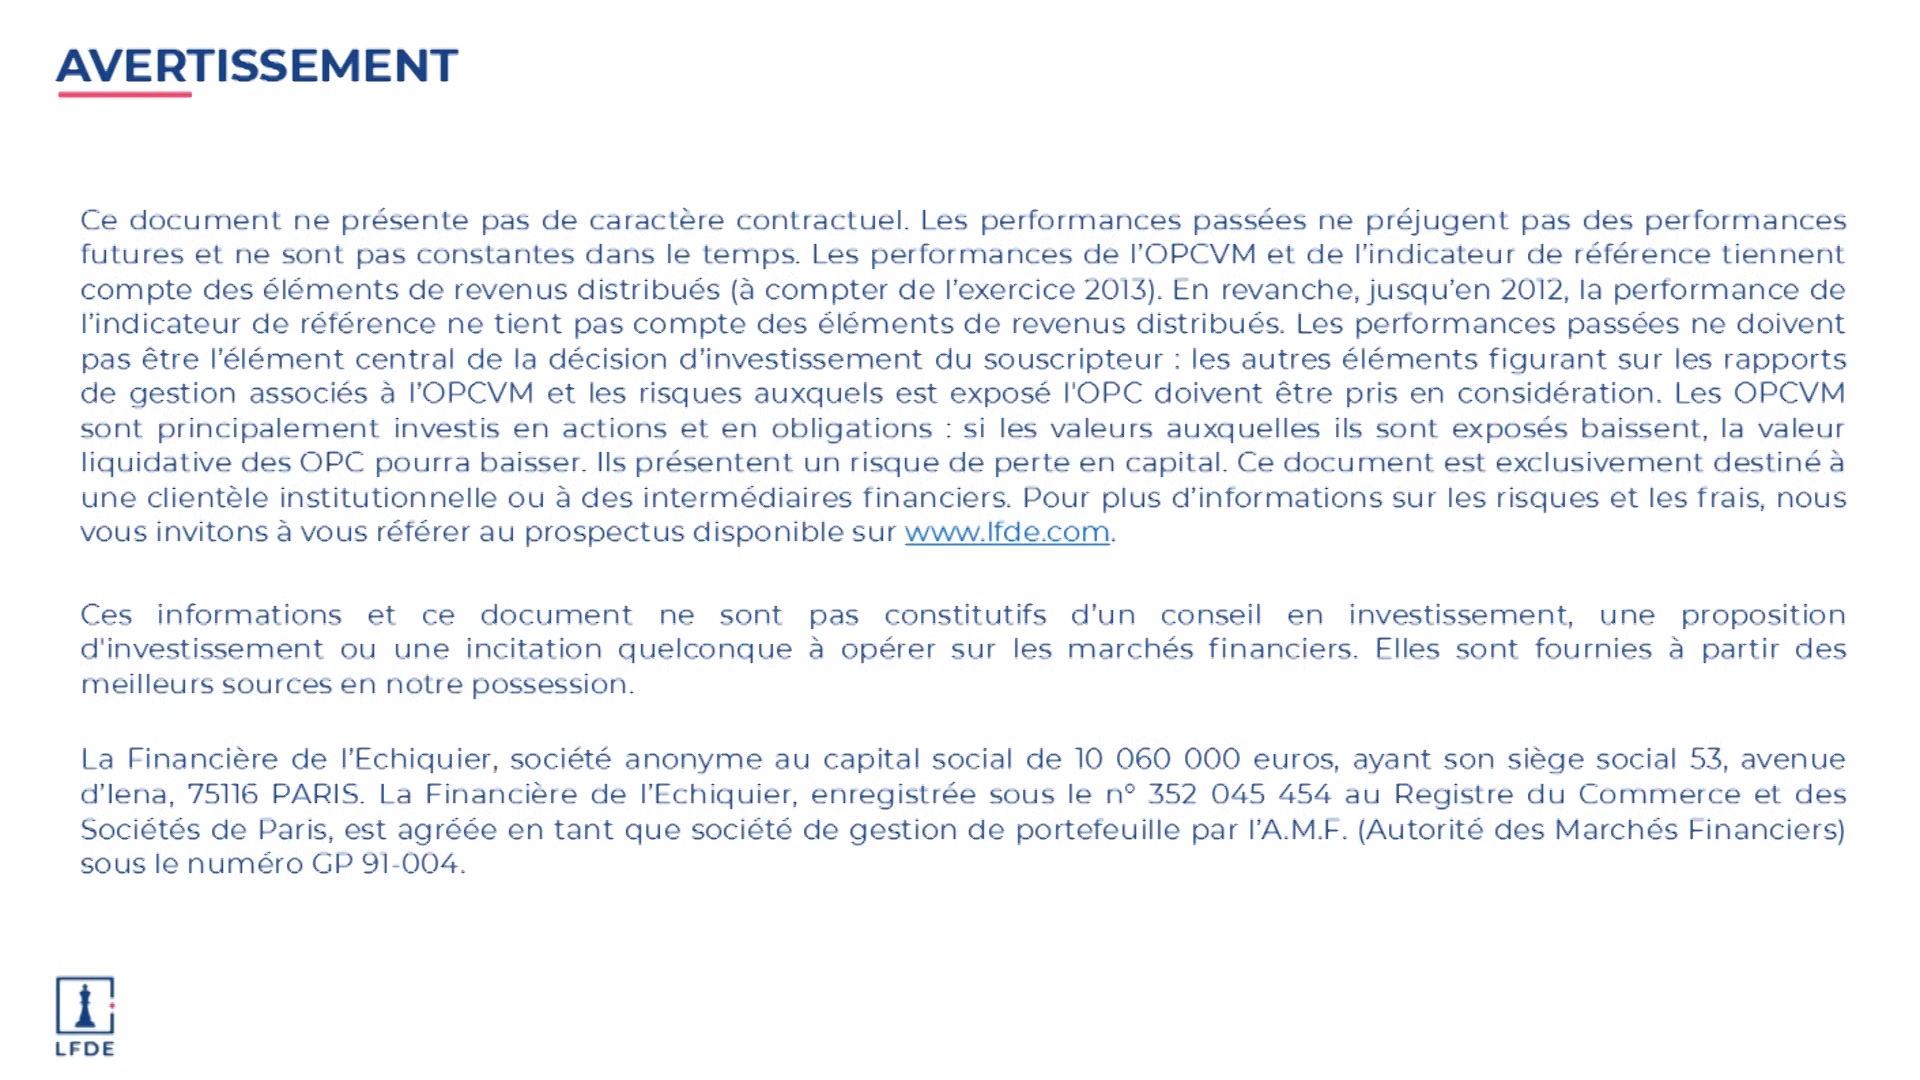 AVERTISSEMENT
Ce document ne présente pas de caractère contractuel. Les performances passées ne préjugent pas des performances
futures et ne sont pas constantes dans le temps. Les performances de l’OPCVM et de l’indicateur de référence tiennent
compte des éléments de revenus distribués (à compter de l’exercice 2013). En revanche, jusqu’en 2012, la performance de
l’indicateur de référence ne tient pas compte des éléments de revenus distribués. Les performances passées ne doivent
pas être l’élément central de la décision d’investissement du souscripteur : les autres éléments figurant sur les rapports
de gestion associés à l’OPCVM et les risques auxquels est exposé l'OPC doivent être pris en considération. Les OPCVM
sont principalement investis en actions et en obligations : si les valeurs auxquelles ils sont exposés baissent, la valeur
liquidative des OPC pourra baisser. Ils présentent un risque de perte en capital. Ce document est exclusivement destiné à
une clientèle institutionnelle ou à des intermédiaires financiers. Pour plus d’informations sur les risques et les frais, nous
vous invitons à vous référer au prospectus disponible sur www.lfde.com.
Ces informations et ce document ne sont pas constitutifs d’un conseil en investissement, une proposition
d'investissement ou une incitation quelconque à opérer sur les marchés financiers. Elles sont fournies à partir des
meilleurs sources en notre possession.
La Financière de l’Echiquier, société anonyme au capital social de 10 060 000 euros, ayant son siège social 53, avenue
d’Iena, 75116 PARIS. La Financière de l’Echiquier, enregistrée sous le n° 352 045 454 au Registre du Commerce et des
Sociétés de Paris, est agréée en tant que société de gestion de portefeuille par l’A.M.F. (Autorité des Marchés Financiers)
sous le numéro GP 91-004.
LFDE